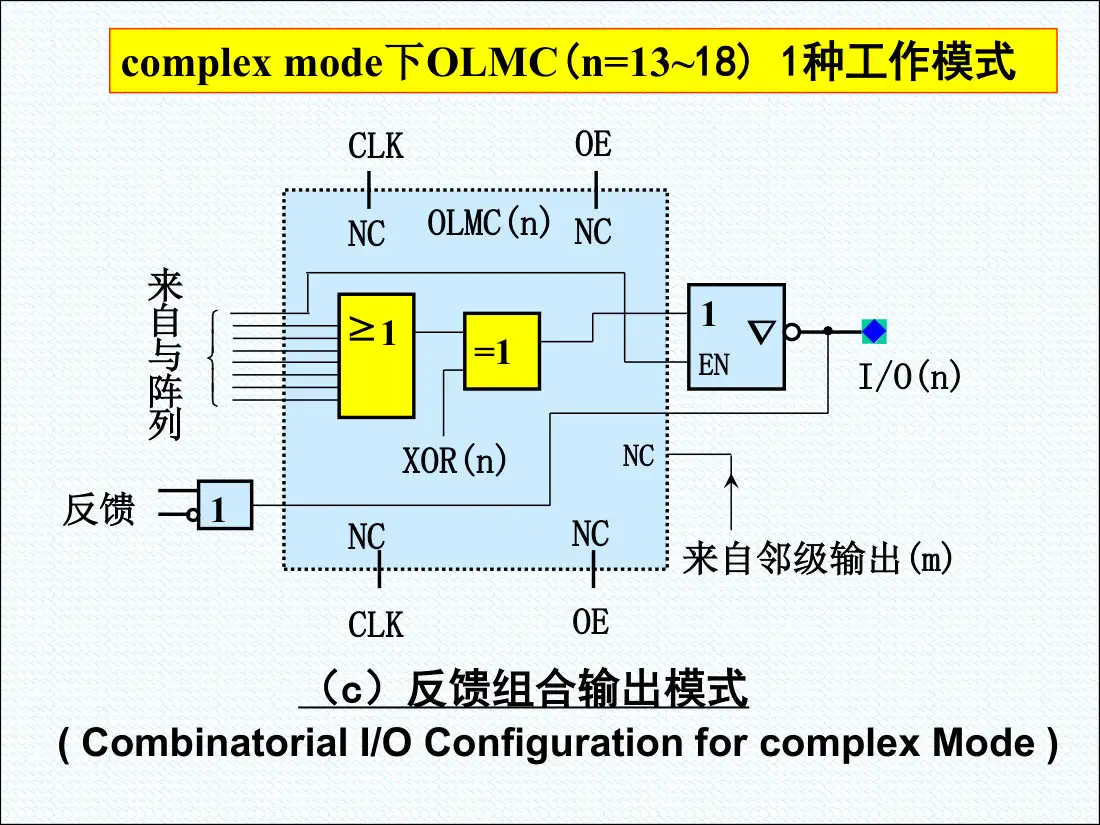 complex mode下OLMC(n=13~18) 1种工作模式
CLK
OE
NC
OLMC(n)
NC
来自与阵列
≥1
=1
1
EN
I/O(n)
XOR(n)
NC
反馈
1
NC
NC
来自邻级输出(m)
CLK
OE
（c）反馈组合输出模式
( Combinatorial I/O Configuration for complex Mode )